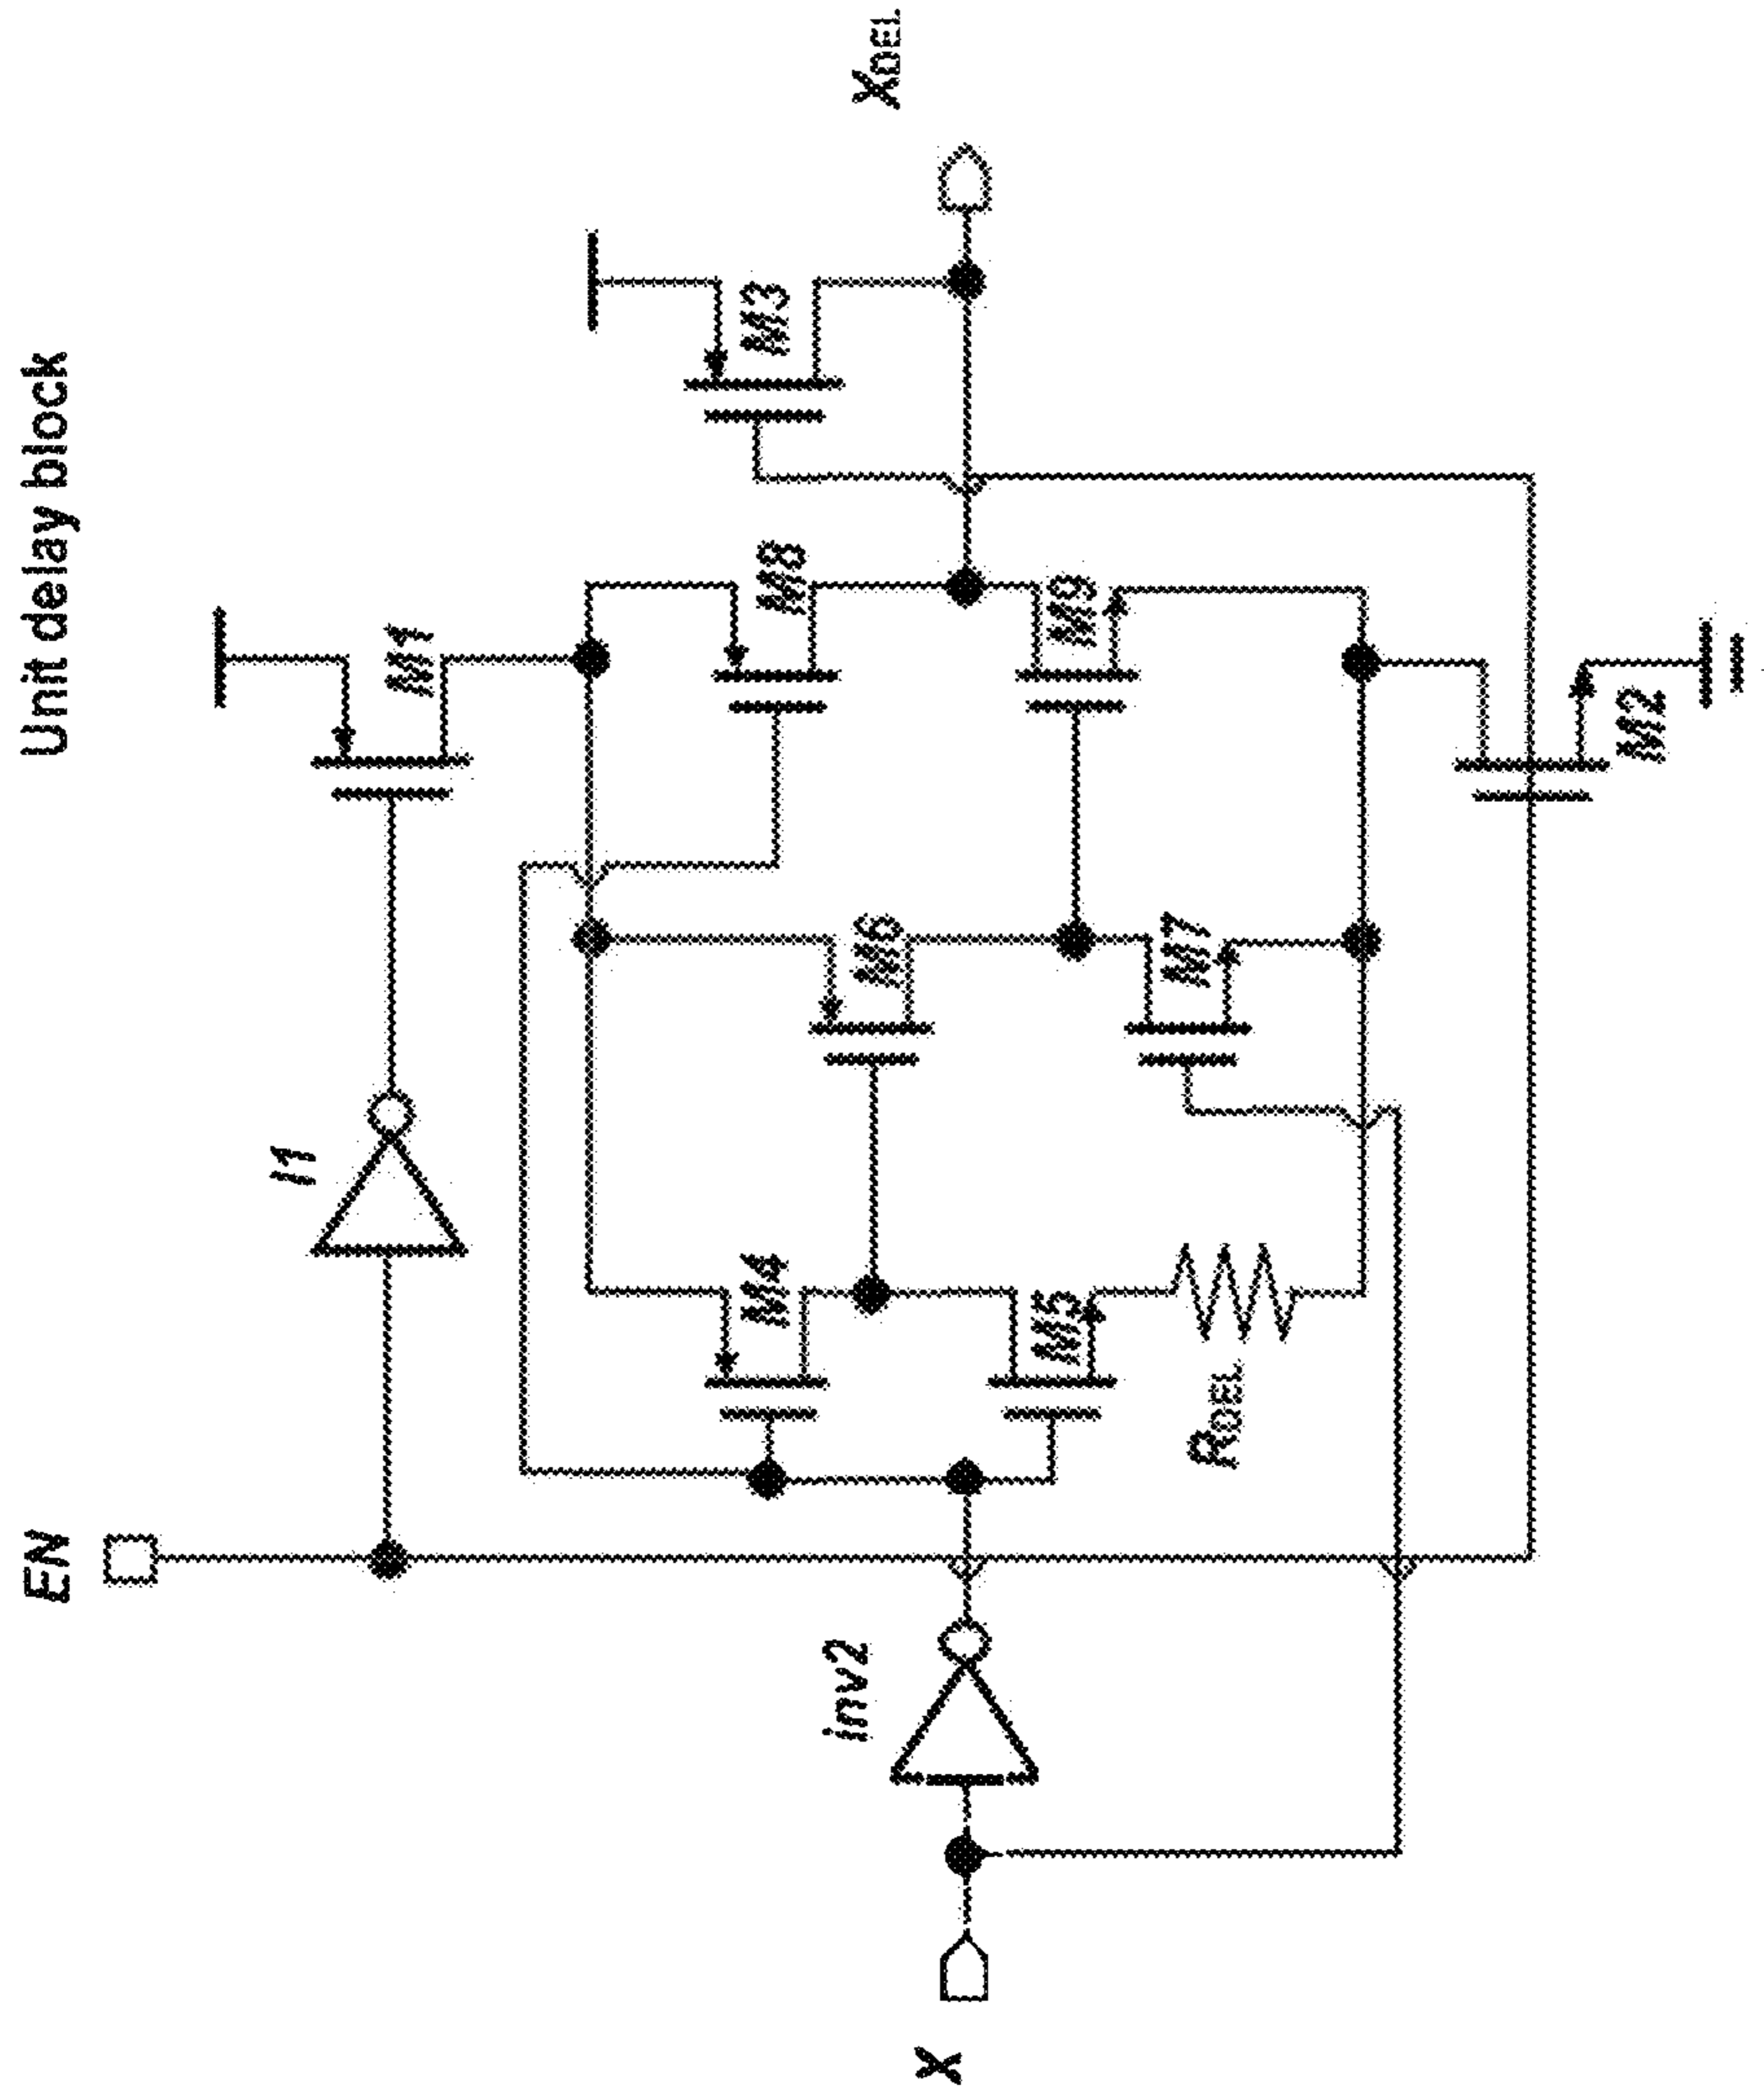 Unit delay block
EN
I1
M1
M3
X_DEL
M8
M6
M4
inv2
X
M9
M7
M5
R_DEL
M2